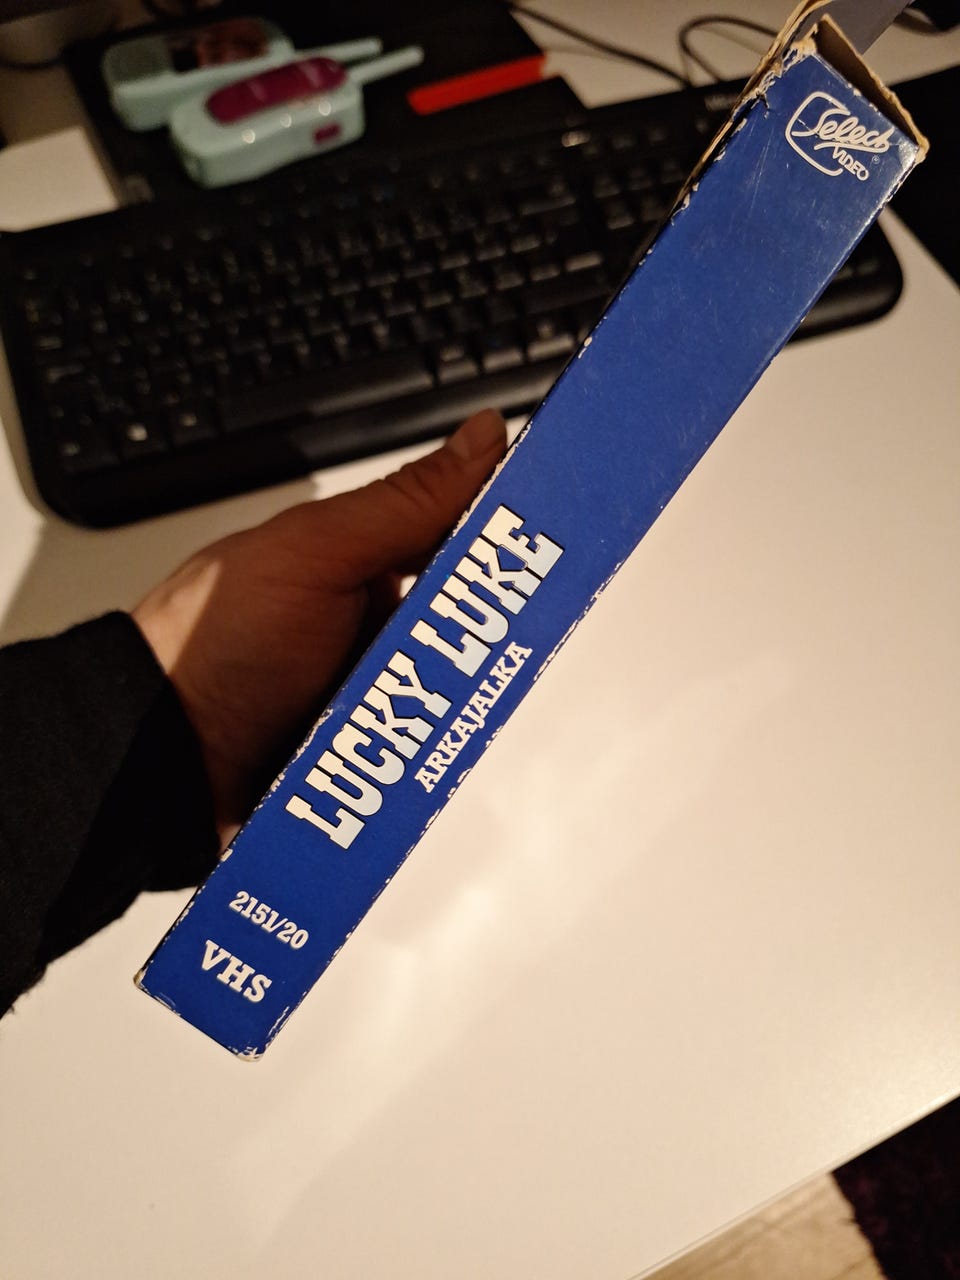 Select
VIDEO
®
LUCKY LUKE
ARKAJALKA
2151/20
VHS